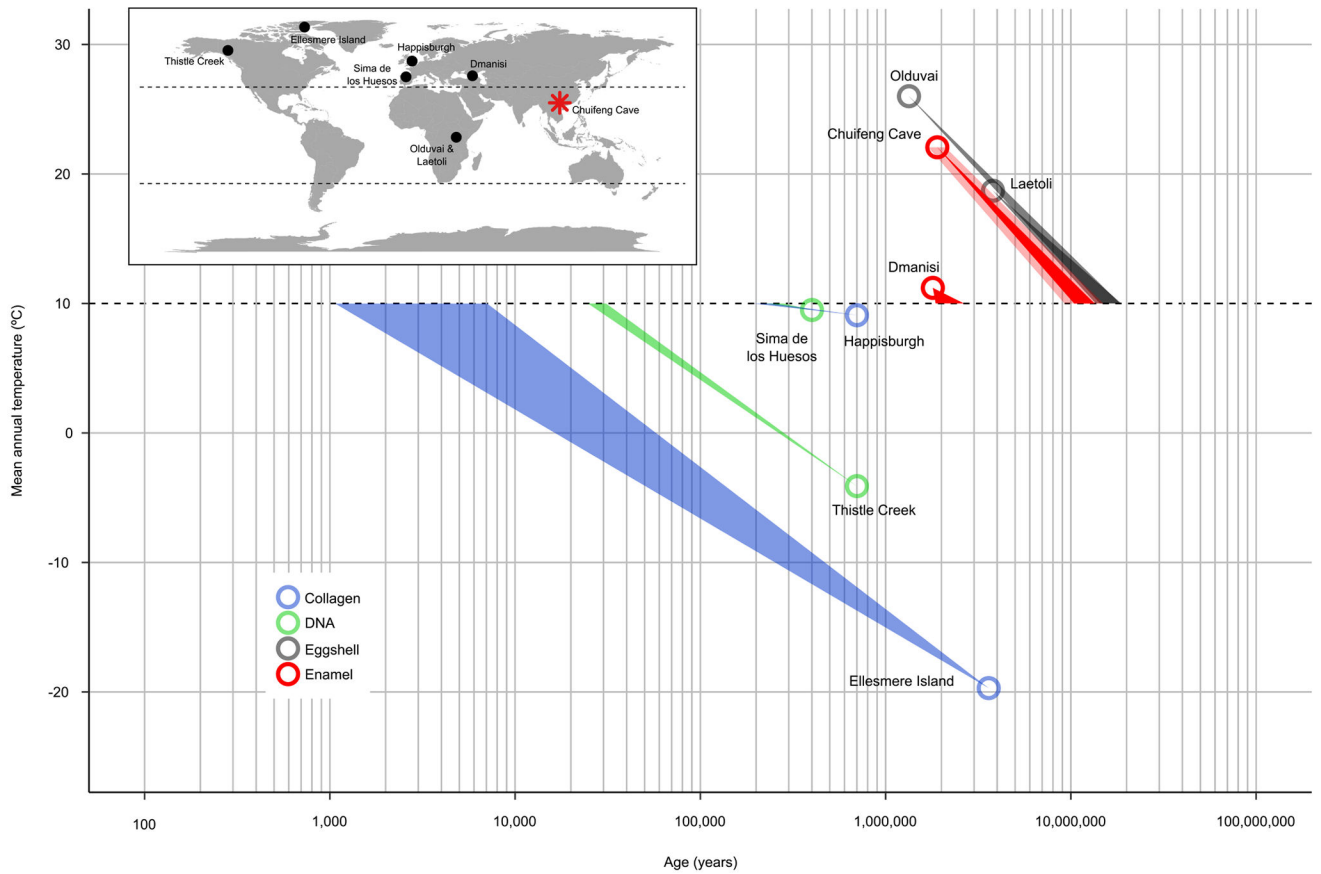 Ellesmere Island
Thistle Creek
Happisburgh
Sima de
los Huesos
Dmanisi
Chuifeng Cave
Olduvai &
Laetoli
30
20
10
0
-10
-20
Mean annual temperature (ºC)
Olduvai
Chuifeng Cave
Laetoli
Dmanisi
Sima de
los Huesos
Happisburgh
Thistle Creek
Ellesmere Island
Collagen
DNA
Eggshell
Enamel
100
1,000
10,000
100,000
1,000,000
10,000,000
100,000,000
Age (years)